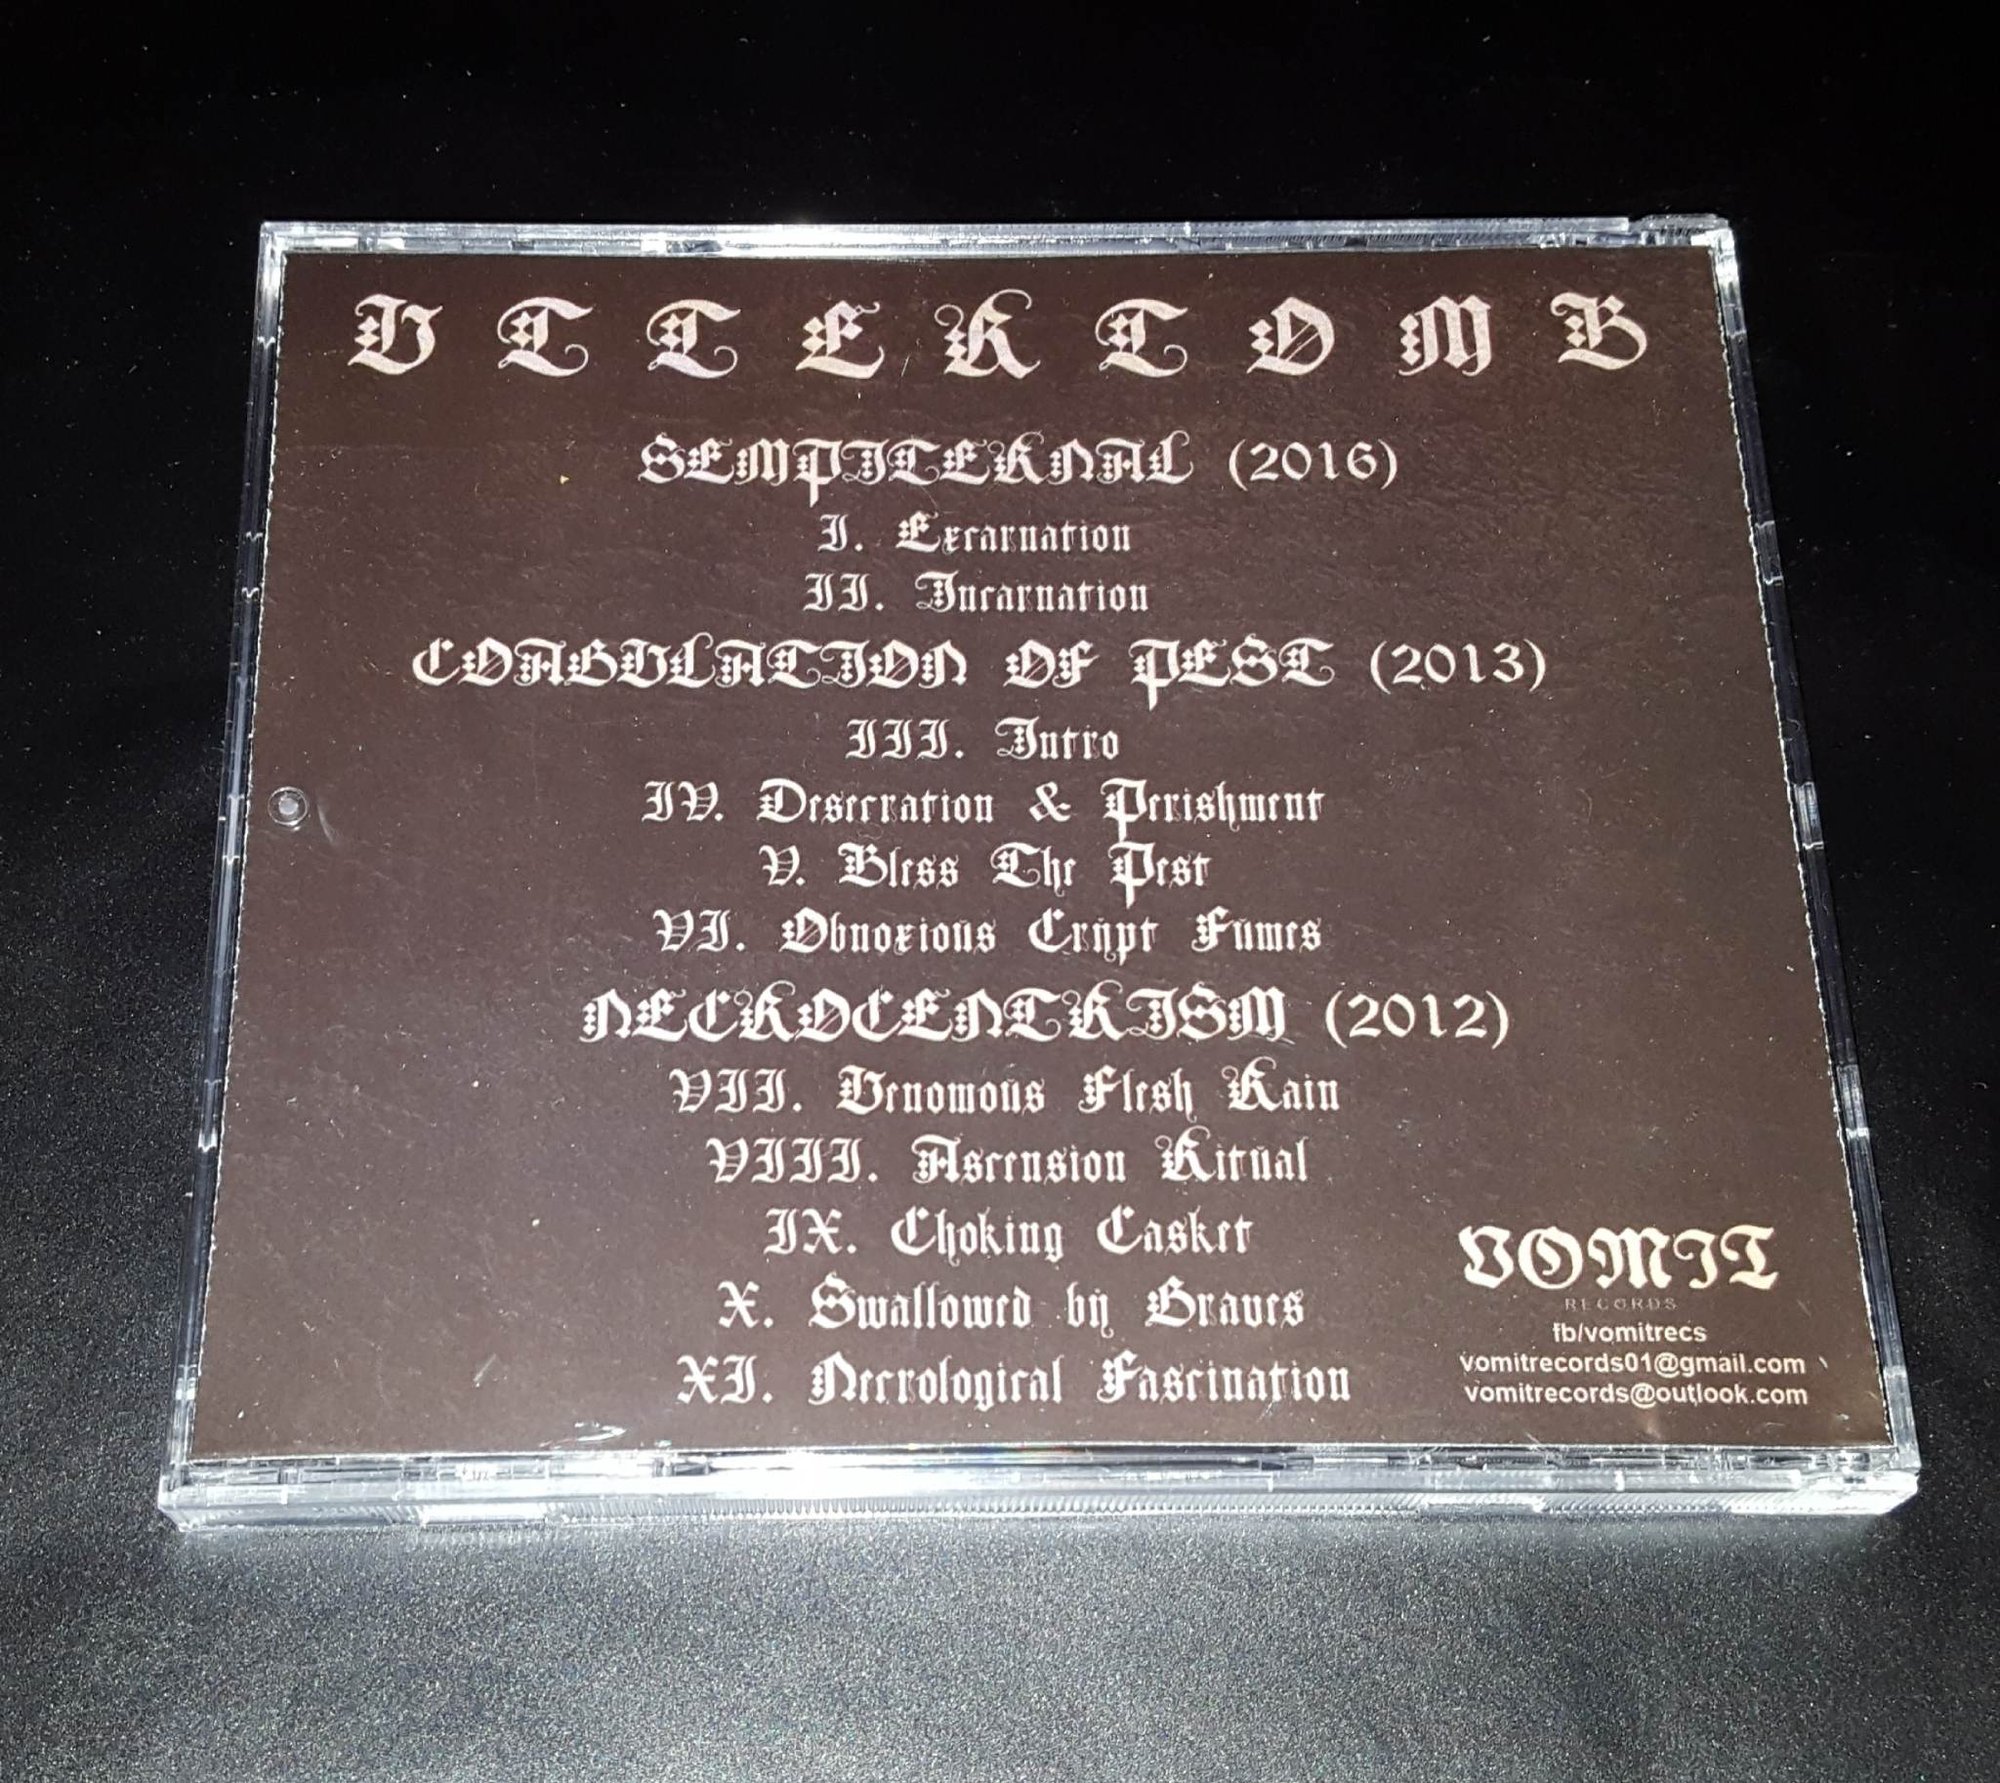 UTTERTOMB
SEMPITERNAL (2016)
I. Excarnation
II. Incarnation
COAGULATION OF PEST (2013)
III. Intro
IV. Desecration & Perishment
V. Bless The Pest
VI. Obnoxious Crypt Fumes
NECROCENTRISM (2012)
VII. Venomous Flesh Rain
VIII. Ascension Ritual
IX. Choking Casket
X. Swallowed by Graves
XI. Necrological Fascination
VOMIT
RECORDS
fb/vomitrecs
vomitrecords01@gmail.com
vomitrecords@outlook.com